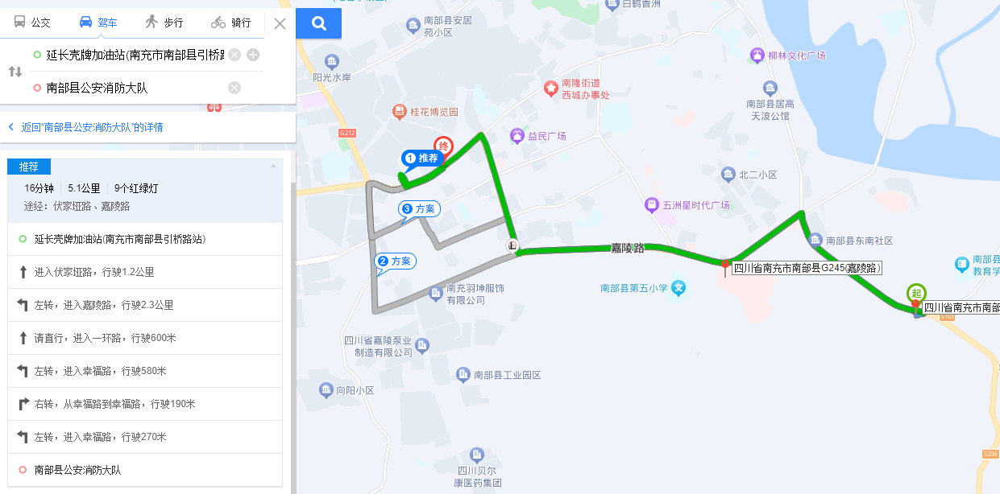 公交
驾车
步行
骑行
延长壳牌加油站(南充市南部县引桥路
南部县公安消防大队
返回“南部县公安消防大队”的详情
推荐
16分钟 5.1公里 9个红绿灯
途经：伏家垭路、嘉陵路
延长壳牌加油站(南充市南部县引桥路站)
进入伏家垭路，行驶1.2公里
左转，进入嘉陵路，行驶2.3公里
请直行，进入一环路，行驶600米
左转，进入幸福路，行驶580米
右转，从幸福路到幸福路，行驶190米
左转，进入幸福路，行驶270米
南部县公安消防大队
白鹤香洲
南部县安居
苑小区
阳光水岸
柳林文化广场
南隆街道
西城办事处
南部县居高
天波公馆
桂花博览园
G212
益民广场
终
1 推荐
北二小区
五洲星时代广场
3 方案
南部县东南社区
嘉陵路
2 方案
四川省南充市南部县G245(嘉陵路)
南部县
教育学
南部县第五小学
文
南充羽坤服饰
有限公司
起
四川省南充市南部
S101
四川省嘉陵泵业
制造有限公司
南部县工业园区
向阳小区
S204
四川贝尔
康医药集团